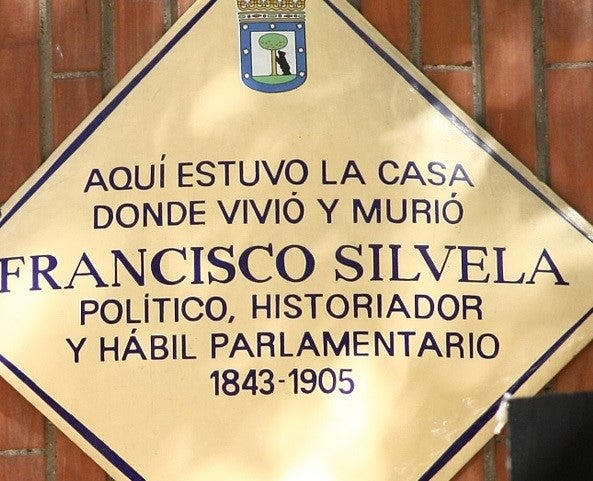 AQUÍ ESTUVO LA CASA
DONDE VIVIÓ Y MURIÓ
FRANCISCO SILVELA
POLÍTICO, HISTORIADOR
Y HÁBIL PARLAMENTARIO
1843-1905